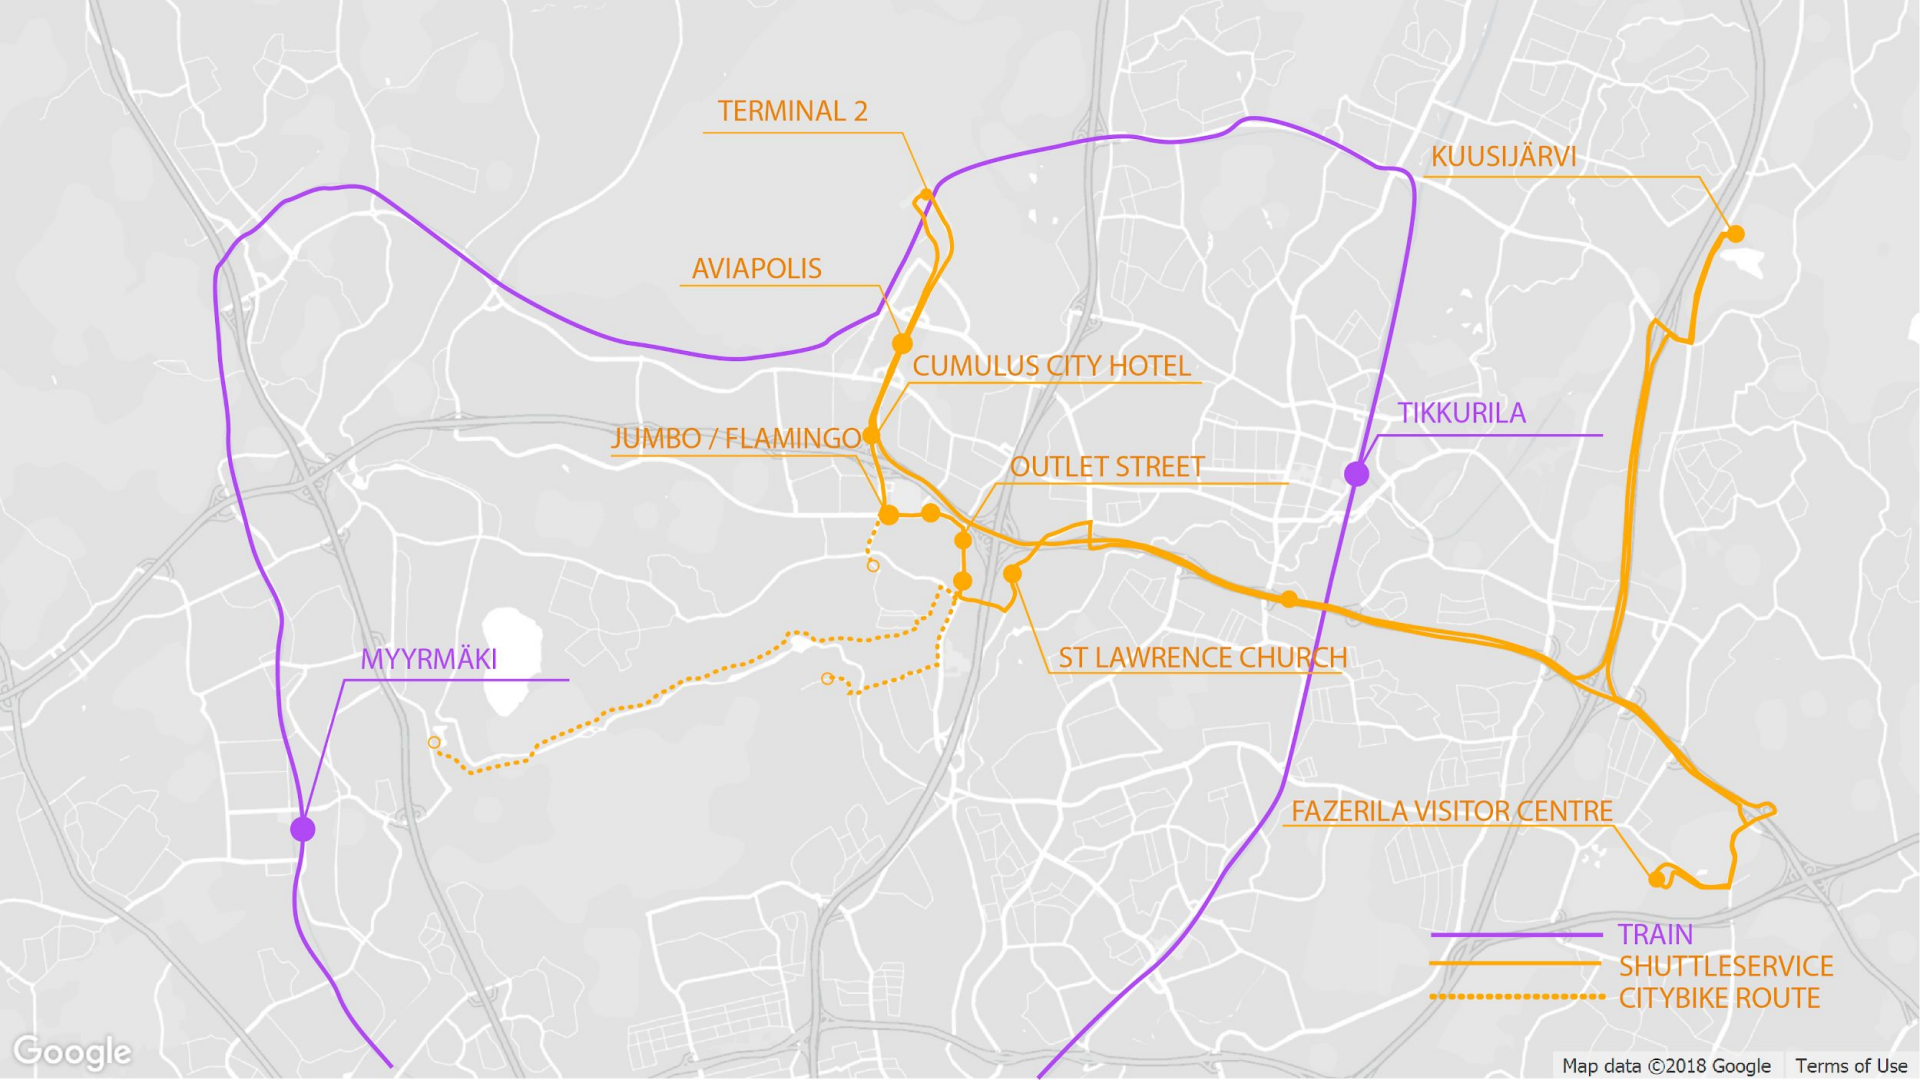 TERMINAL 2
KUUSIJÄRVI
AVIAPOLIS
CUMULUS CITY HOTEL
TIKKURILA
JUMBO / FLAMINGO
OUTLET STREET
MYYRMÄKI
ST LAWRENCE CHURCH
FAZERILA VISITOR CENTRE
TRAIN
SHUTTLESERVICE
CITYBIKE ROUTE
Google
Map data ©2018 Google
Terms of Use